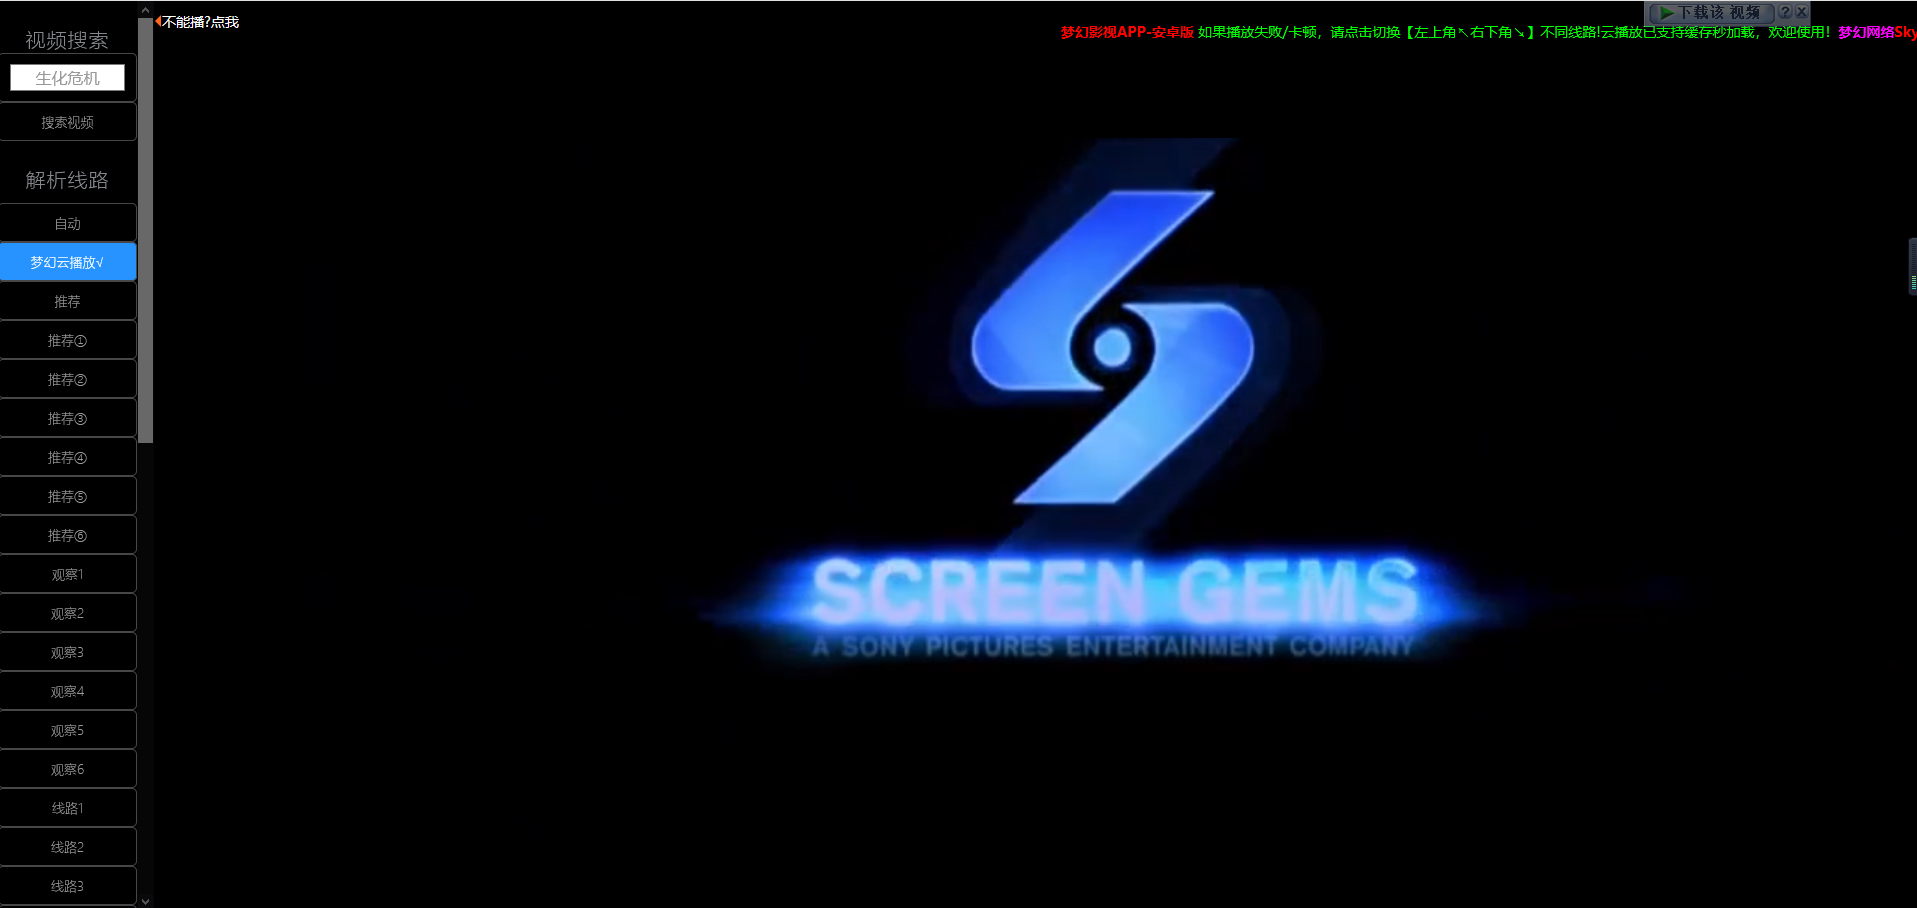 视频搜索
生化危机
搜索视频
解析线路
自动
梦幻云播放√
推荐
推荐①
推荐②
推荐③
推荐④
推荐⑤
推荐⑥
观察1
观察2
观察3
观察4
观察5
观察6
线路1
线路2
线路3
不能播?点我
下载该 视频 ?
梦幻影视APP-安卓版 如果播放失败/卡顿，请点击切换【左上角↖右下角↘】不同线路!云播放已支持缓存秒加载，欢迎使用！梦幻网络Sky
SCREEN GEMS
A SONY PICTURES ENTERTAINMENT COMPANY